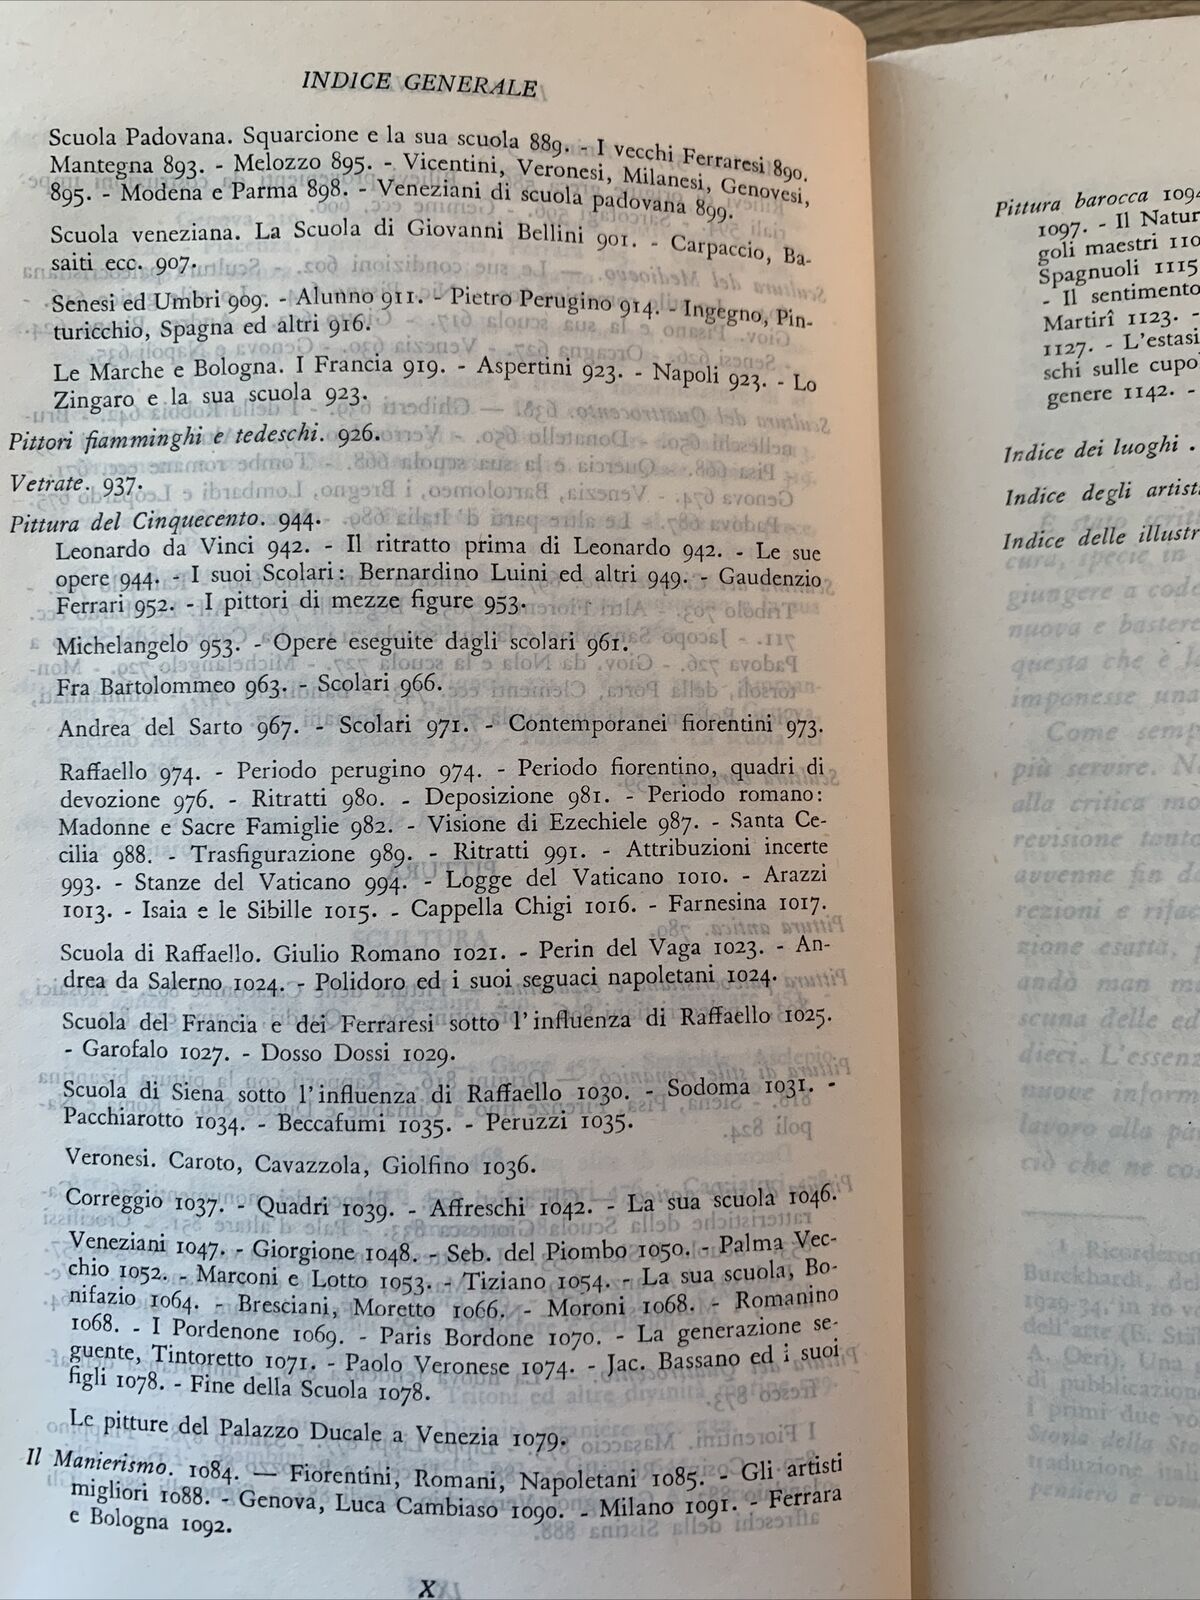 INDICE GENERALE
Scuola Padovana. Squarcione e la sua scuola 889. - I vecchi Ferraresi 890.
Mantegna 893. - Melozzo 895. - Vicentini, Veronesi, Milanesi, Genovesi,
895. - Modena e Parma 898. - Veneziani di scuola padovana 899.
Scuola veneziana. La Scuola di Giovanni Bellini 901. - Carpaccio, Ba-
saiti ecc. 907.
Senesi ed Umbri 909. - Alunno 911. - Pietro Perugino 914. - Ingegno, Pin-
turicchio, Spagna ed altri 916.
Le Marche e Bologna. I Francia 919. - Aspertini 923. - Napoli 923. - Lo
Zingaro e la sua scuola 923.
Pittori fiamminghi e tedeschi. 926.
Vetrate. 937.
Pittura del Cinquecento. 944.
Leonardo da Vinci 942. - Il ritratto prima di Leonardo 942. - Le sue
opere 944. - I suoi Scolari: Bernardino Luini ed altri 949. - Gaudenzio
Ferrari 952. - I pittori di mezze figure 953.
Michelangelo 953. - Opere eseguite dagli scolari 961.
Fra Bartolommeo 963. - Scolari 966.
Andrea del Sarto 967. - Scolari 971. - Contemporanei fiorentini 973.
Raffaello 974. - Periodo perugino 974. - Periodo fiorentino, quadri di
devozione 976. - Ritratti 980. - Deposizione 981. - Periodo romano:
Madonne e Sacre Famiglie 982. - Visione di Ezechiele 987. - Santa Ce-
cilia 988. - Trasfigurazione 989. - Ritratti 991. - Attribuzioni incerte
993. - Stanze del Vaticano 994. - Logge del Vaticano 1010. - Arazzi
1013. - Isaia e le Sibille 1015. - Cappella Chigi 1016. - Farnesina 1017.
Scuola di Raffaello. Giulio Romano 1021. - Perin del Vaga 1023. - An-
drea da Salerno 1024. - Polidoro ed i suoi seguaci napoletani 1024.
Scuola del Francia e dei Ferraresi sotto l'influenza di Raffaello 1025.
- Garofalo 1027. - Dosso Dossi 1029.
Scuola di Siena sotto l'influenza di Raffaello 1030. - Sodoma 1031. -
Pacchiarotto 1034. - Beccafumi 1035. - Peruzzi 1035.
Veronesi. Caroto, Cavazzola, Giolfino 1036.
Correggio 1037. - Quadri 1039. - Affreschi 1042. - La sua scuola 1046.
Veneziani 1047. - Giorgione 1048. - Seb. del Piombo 1050. - Palma Vec-
chio 1052. - Marconi e Lotto 1053. - Tiziano 1054. - La sua scuola, Bo-
nifazio 1064. - Bresciani, Moretto 1066. - Moroni 1068. - Romanino
1068. - I Pordenone 1069. - Paris Bordone 1070. - La generazione se-
guente, Tintoretto 1071. - Paolo Veronese 1074. - Jac. Bassano ed i suoi
figli 1078. - Fine della Scuola 1078.
Le pitture del Palazzo Ducale a Venezia 1079.
Il Manierismo. 1084. — Fiorentini, Romani, Napoletani 1085. - Gli artisti
migliori 1088. - Genova, Luca Cambiaso 1090. - Milano 1091. - Ferrara
e Bologna 1092.
X
Pittura barocca 1094
1097. - Il Natur
goli maestri 110
Spagnuoli 1115
- Il sentimento
Martirî 1123. -
1127. - L'estasi
schi sulle cupo
genere 1142. -
Indice dei luoghi .
Indice degli artist
Indice delle illustr